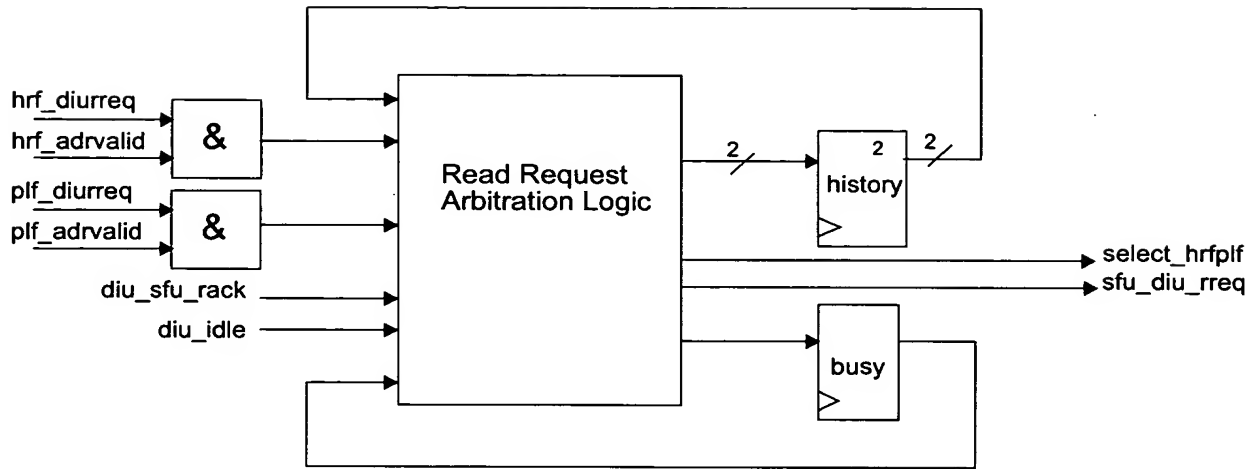 hrf_diurreq
hrf_adrvalid
&
plf_diurreq
plf_adrvalid
&
diu_sfu_rack
diu_idle
Read Request
Arbitration Logic
2
2
2
history
select_hrfplf
sfu_diu_rreq
busy